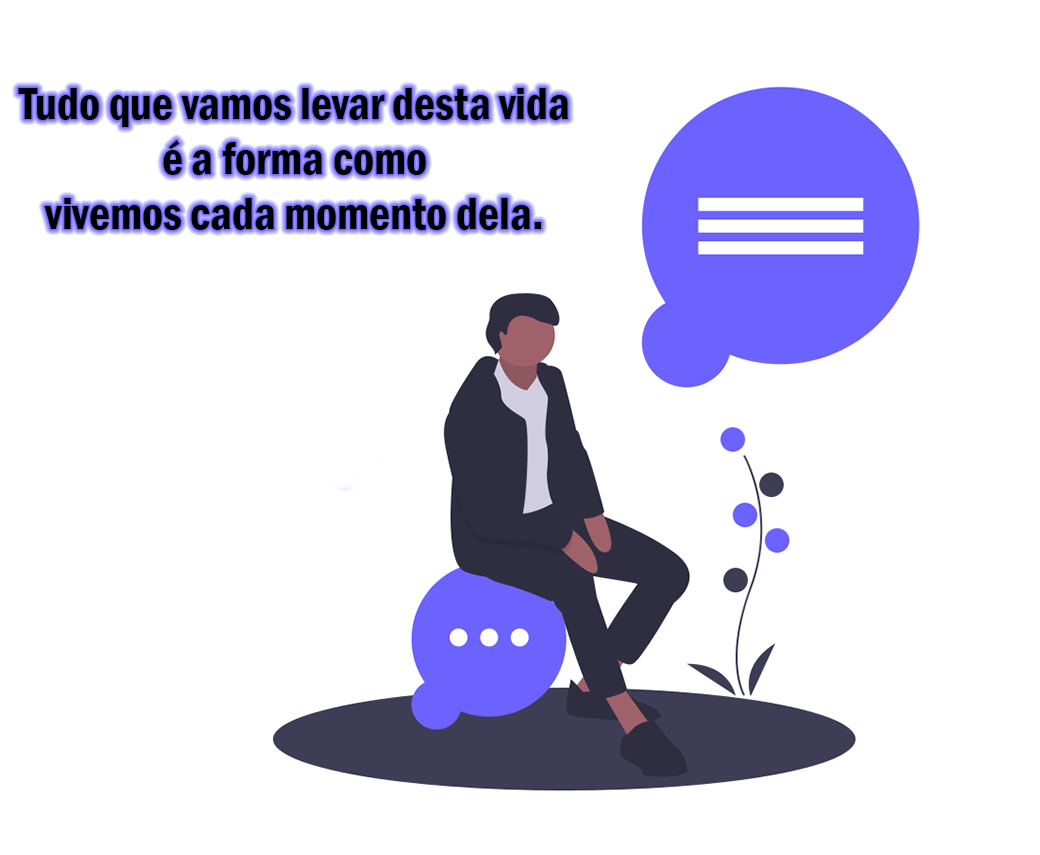 Tudo que vamos levar desta vida
é a forma como
vivemos cada momento dela.